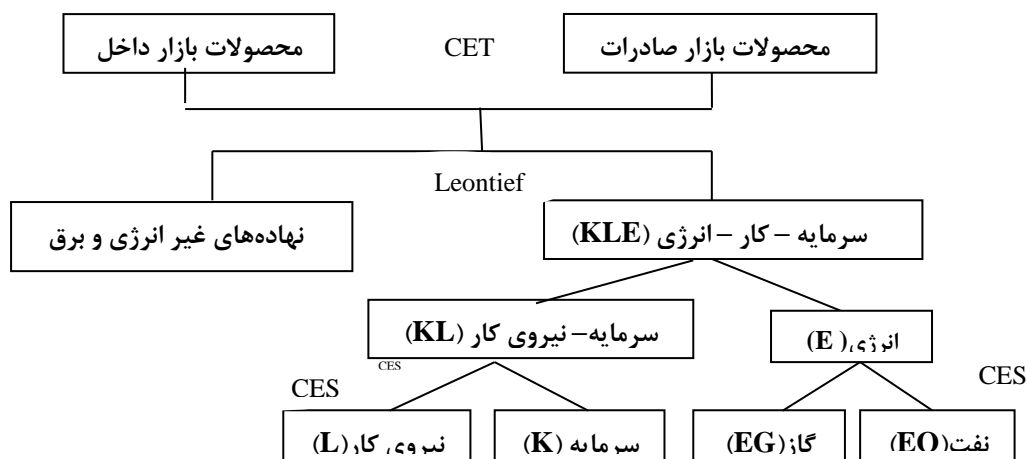 محصولات بازار صادرات
CET
محصولات بازار داخل
Leontief
سرمایه – کار – انرژی (KLE)
نهاده‌های غیر انرژی و برق
سرمایه– نیروی کار (KL)
انرژی( E)
CES
CES
CES
نفت(EO)
گاز(EG)
سرمایه (K)
نیروی کار(L)